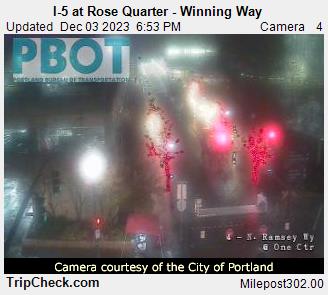 I-5 at Rose Quarter - Winning Way
Updated Dec 03 2023 6:53 PM Camera 4
PBOT
PORTLAND BUREAU OF TRANSPORTATION
4 - N. Ramsey Wy
@ One Ctr
Camera courtesy of the City of Portland
TripCheck.com Milepost302.00